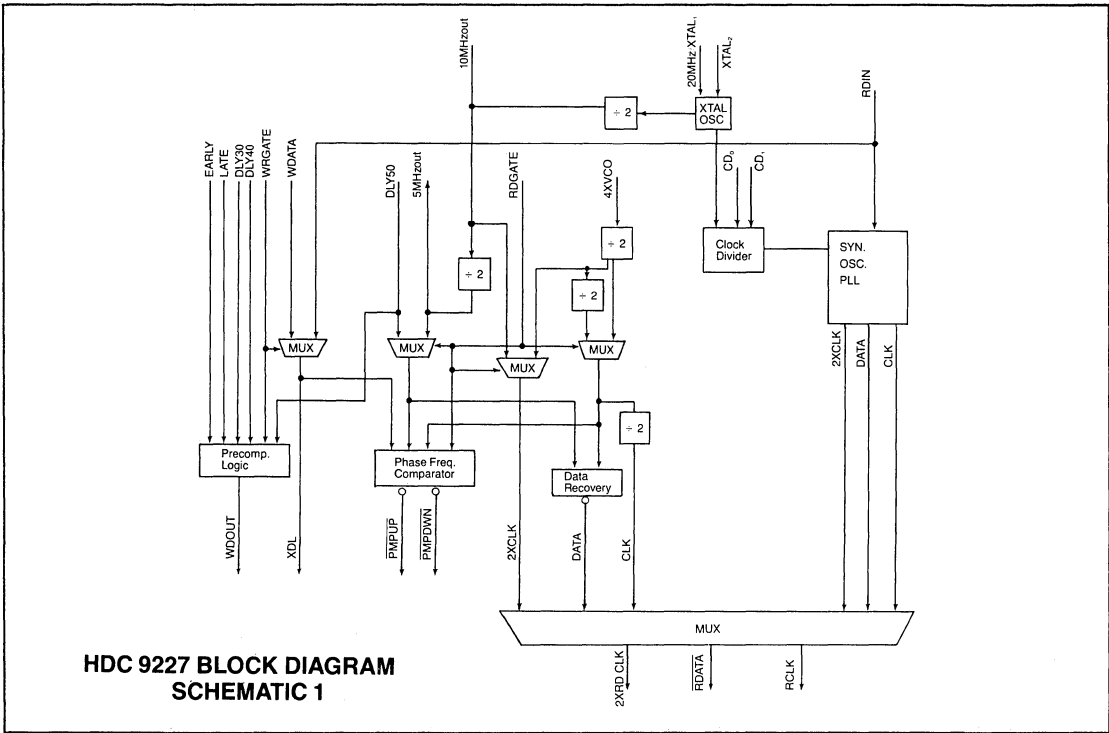 10MHzout
20MHz XTAL₁
XTAL₂
RDIN
÷ 2
XTAL
OSC
EARLY
LATE
DLY30
DLY40
WRGATE
WDATA
DLY50
5MHzout
RDGATE
4XVCO
CD₀
CD₁
÷ 2
÷ 2
÷ 2
Clock
Divider
SYN.
OSC.
PLL
MUX
MUX
MUX
MUX
2XCLK
DATA
CLK
÷ 2
Precomp.
Logic
Phase Freq.
Comparator
Data
Recovery
WDOUT
XDL
PMPUP
PMPDWN
2XCLK
DATA
CLK
MUX
2XRD CLK
RDATA
RCLK
HDC 9227 BLOCK DIAGRAM
SCHEMATIC 1